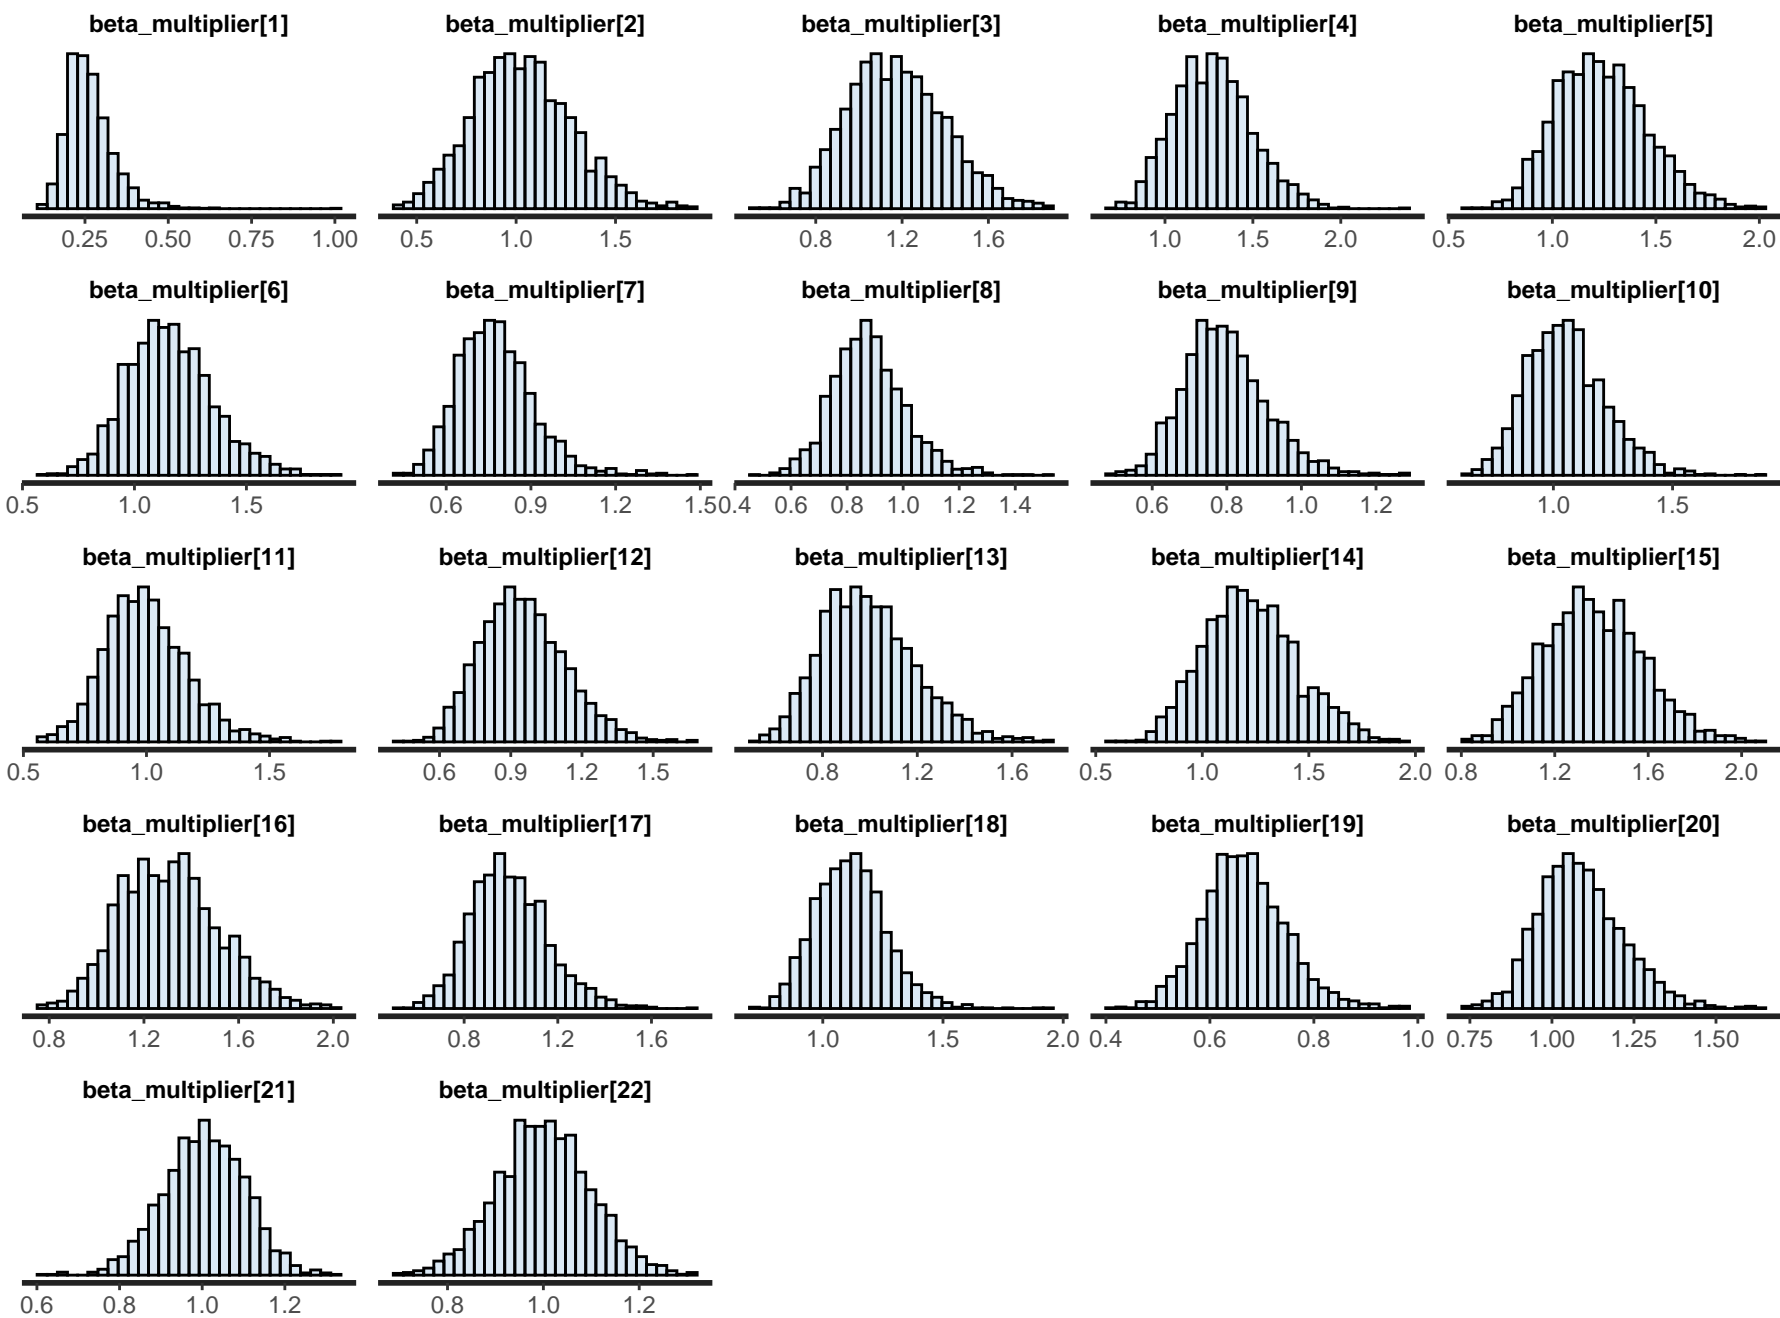 beta_multiplier[1] beta_multiplier[2] beta_multiplier[3] beta_multiplier[4] beta_multiplier[5]
0.25 0.50 0.75 1.00 0.5 1.0 1.5 0.8 1.2 1.6 1.0 1.5 2.0 0.5 1.0 1.5 2.0
beta_multiplier[6] beta_multiplier[7] beta_multiplier[8] beta_multiplier[9] beta_multiplier[10]
0.5 1.0 1.5 0.6 0.9 1.2 1.5 0.4 0.6 0.8 1.0 1.2 1.4 0.6 0.8 1.0 1.2 1.0 1.5
beta_multiplier[11] beta_multiplier[12] beta_multiplier[13] beta_multiplier[14] beta_multiplier[15]
0.5 1.0 1.5 0.6 0.9 1.2 1.5 0.8 1.2 1.6 0.5 1.0 1.5 2.0 0.8 1.2 1.6 2.0
beta_multiplier[16] beta_multiplier[17] beta_multiplier[18] beta_multiplier[19] beta_multiplier[20]
0.8 1.2 1.6 2.0 0.8 1.2 1.6 1.0 1.5 2.0 0.4 0.6 0.8 1.0 0.75 1.00 1.25 1.50
beta_multiplier[21] beta_multiplier[22]
0.6 0.8 1.0 1.2 0.8 1.0 1.2